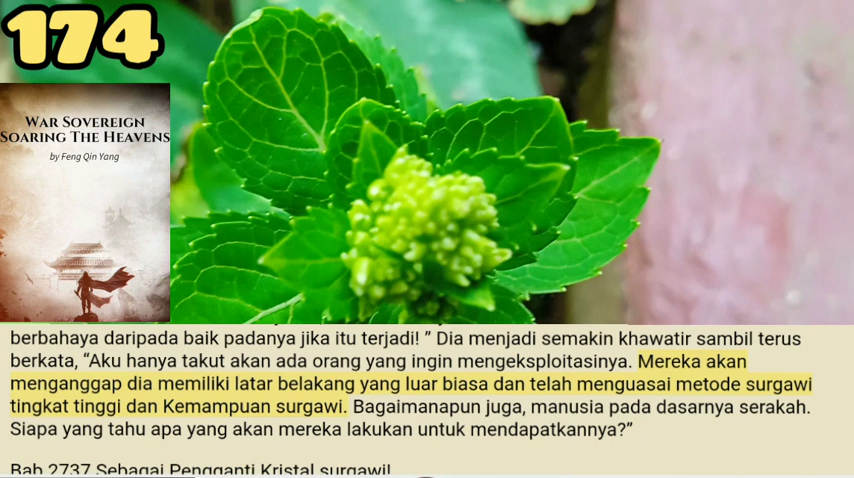 174
WAR SOVEREIGN
SOARING THE HEAVENS
by Feng Qin Yang
berbahaya daripada baik padanya jika itu terjadi! ” Dia menjadi semakin khawatir sambil terus
berkata, “Aku hanya takut akan ada orang yang ingin mengeksploitasinya. Mereka akan
menganggap dia memiliki latar belakang yang luar biasa dan telah menguasai metode surgawi
tingkat tinggi dan Kemampuan surgawi. Bagaimanapun juga, manusia pada dasarnya serakah.
Siapa yang tahu apa yang akan mereka lakukan untuk mendapatkannya?”
Bab 2737 Sebagai Pengganti Kristal surgawi!